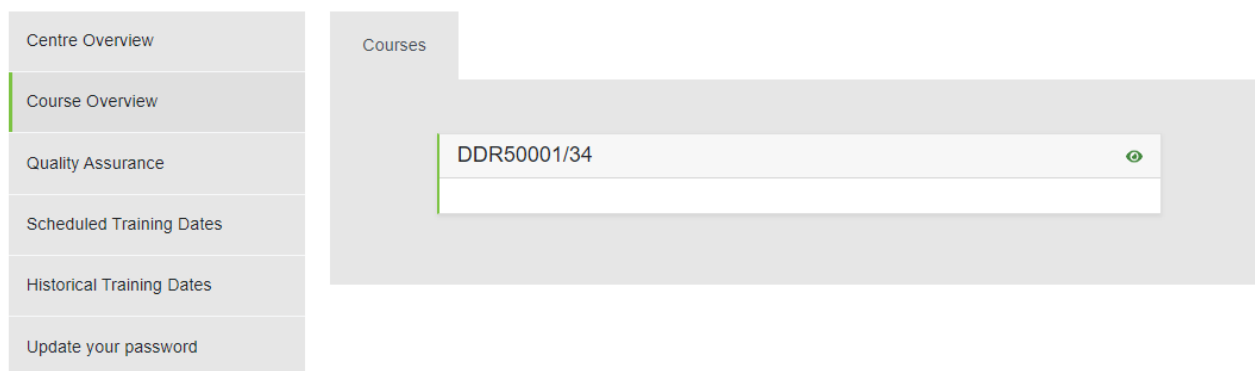 Centre Overview
Course Overview
Quality Assurance
Scheduled Training Dates
Historical Training Dates
Update your password
Courses
DDR50001/34